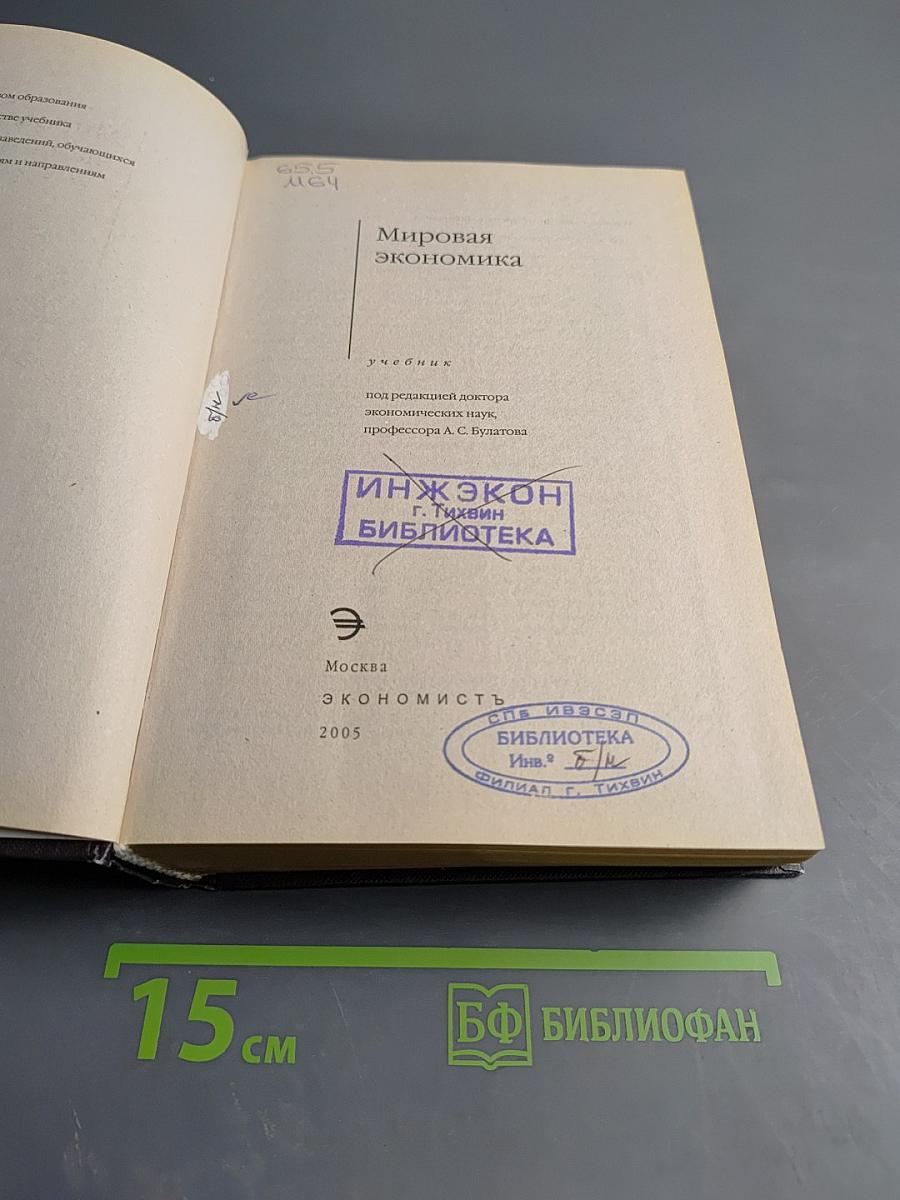 ом образования
стве учебника
заведений, обучающихся
ям и направлениям
65.5
М64
Мировая
экономика
учебник
под редакцией доктора
экономических наук,
профессора А. С. Булатова
б/н
ИНЖЭКОН
г. Тихвин
БИБЛИОТЕКА
Москва
ЭКОНОМИСТЪ
2005
СПб ИВЭСЭП
БИБЛИОТЕКА
Инв.º б/н
ФИЛИАЛ Г. ТИХВИН
15 см
БФ БИБЛИОФАН